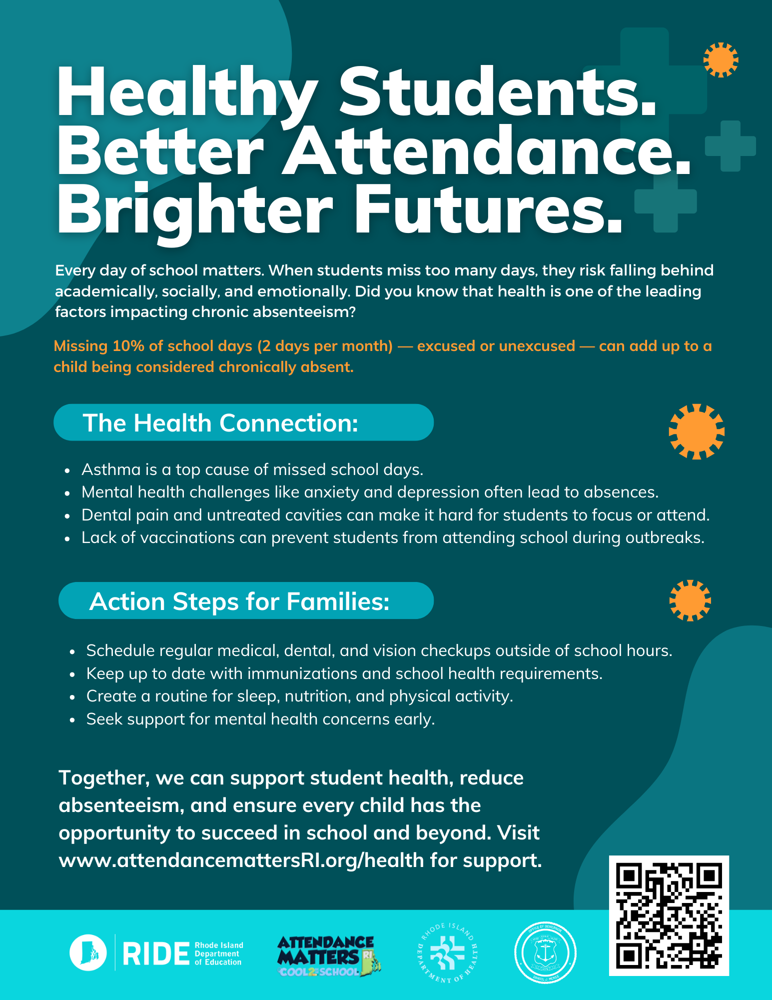 Healthy Students.
Better Attendance.
Brighter Futures.
Every day of school matters. When students miss too many days, they risk falling behind
academically, socially, and emotionally. Did you know that health is one of the leading
factors impacting chronic absenteeism?
Missing 10% of school days (2 days per month) — excused or unexcused — can add up to a
child being considered chronically absent.
The Health Connection:
• Asthma is a top cause of missed school days.
• Mental health challenges like anxiety and depression often lead to absences.
• Dental pain and untreated cavities can make it hard for students to focus or attend.
• Lack of vaccinations can prevent students from attending school during outbreaks.
Action Steps for Families:
• Schedule regular medical, dental, and vision checkups outside of school hours.
• Keep up to date with immunizations and school health requirements.
• Create a routine for sleep, nutrition, and physical activity.
• Seek support for mental health concerns early.
Together, we can support student health, reduce
absenteeism, and ensure every child has the
opportunity to succeed in school and beyond. Visit
www.attendancemattersRI.org/health for support.
RIDE
Rhode Island
Department
of Education
ATTENDANCE
MATTERS RI
COOL2SCHOOL
RHODE ISLAND
DEPARTMENT OF HEALTH
OFFICE OF GOVERNOR
DANIEL J. MCKEE